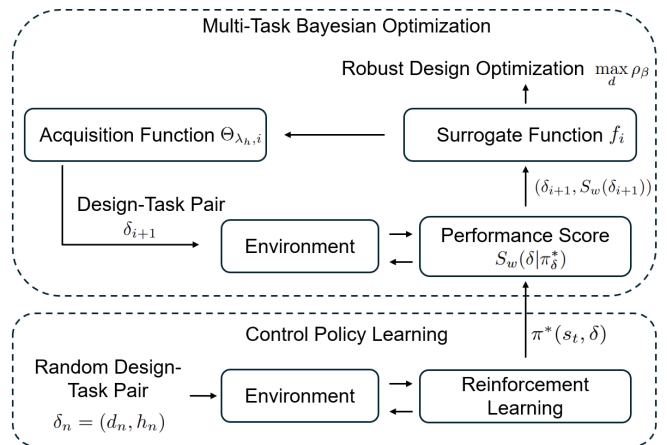 Multi-Task Bayesian Optimization
Robust Design Optimization max_d ρ_β
Acquisition Function Θ_{λ_h,i}
Surrogate Function f_i
Design-Task Pair
δ_{i+1}
(δ_{i+1}, S_w(δ_{i+1}))
Environment
Performance Score
S_w(δ|π*_δ)
Control Policy Learning
π*(s_t, δ)
Random Design-
Task Pair
δ_n = (d_n, h_n)
Environment
Reinforcement
Learning